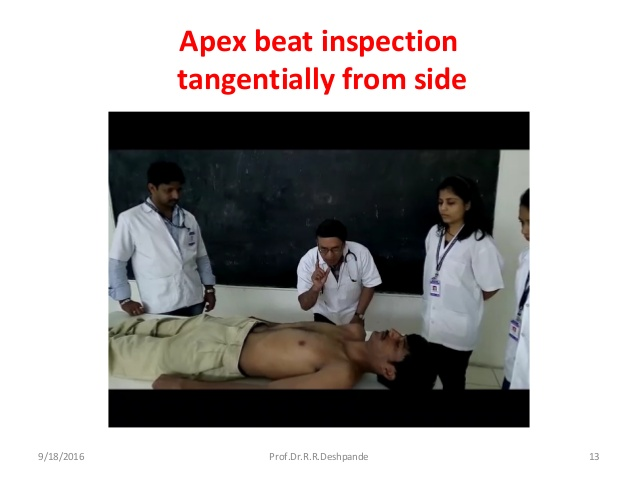 Apex beat inspection
tangentially from side
9/18/2016
Prof.Dr.R.R.Deshpande
13